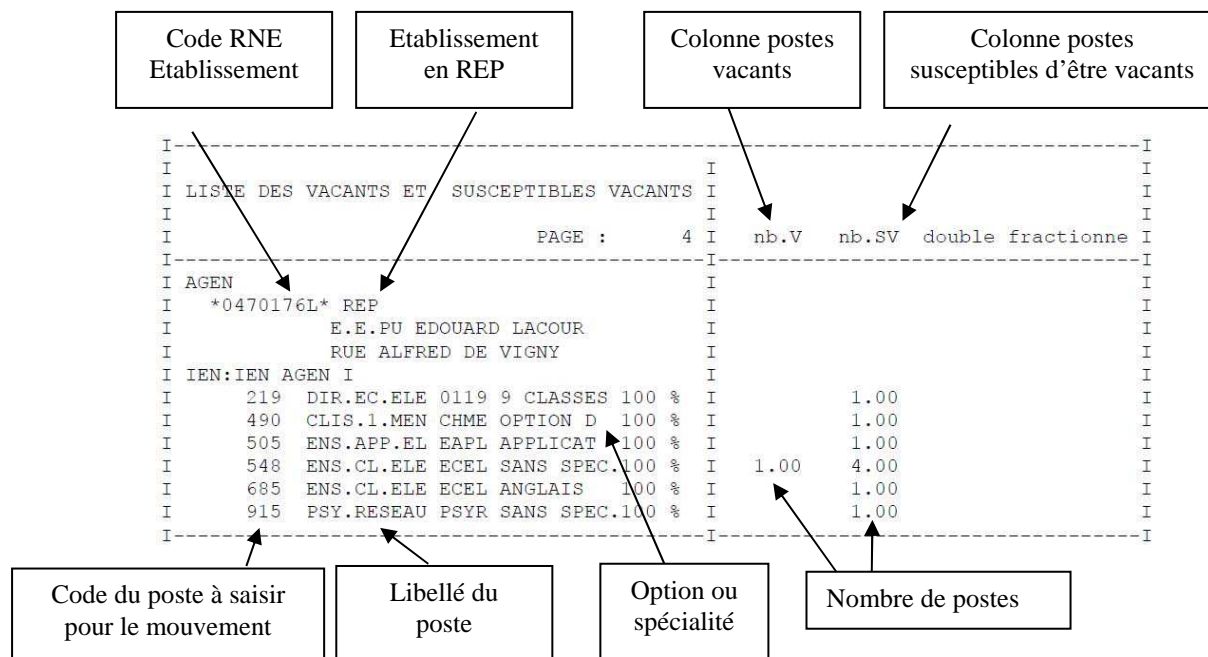 Code RNE
Etablissement
Etablissement
en REP
Colonne postes
vacants
Colonne postes
susceptibles d'être vacants
LISTE DES VACANTS ET SUSCEPTIBLES VACANTS
PAGE : 4 nb.V nb.SV double fractionne
AGEN
*0470176L* REP
E.E.PU EDOUARD LACOUR
RUE ALFRED DE VIGNY
IEN:IEN AGEN I
219 DIR.EC.ELE 0119 9 CLASSES 100 % 1.00
490 CLIS.1.MEN CHME OPTION D 100 % 1.00
505 ENS.APP.EL EAPL APPLICAT 100 % 1.00
548 ENS.CL.ELE ECEL SANS SPEC.100 % 1.00 4.00
685 ENS.CL.ELE ECEL ANGLAIS 100 % 1.00
915 PSY.RESEAU PSYR SANS SPEC.100 % 1.00
Code du poste à saisir
pour le mouvement
Libellé du
poste
Option ou
spécialité
Nombre de postes